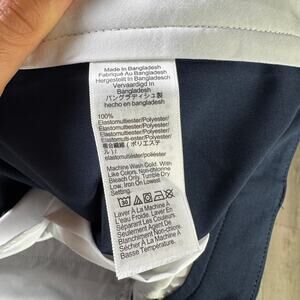 Made In Bangladesh
Fabriqué Au Bangladesh
Hergestellt In Bangladesh
Vervaardigd In
Bangladesh
バングラディシュ製
hecho en bangladesh
100%
Elastomultiester/Polyester/
Elastomultiester/Polyester/
Elastomultiester/Polyester/
Elastomultiester/Polyester/
複合繊維（ポリエステ
ル）
elastomultiester/poliéster
Machine Wash Cold. With
Like Colors. Non-chlorine
Bleach Only. Tumble Dry
Low. Iron On Lowest
Setting.
Laver À La Machine À
L'eau Froide. Laver En
Séparant Les Couleurs.
Seulement Agent De
Blanchiment Non Chloré.
Sécher À La Machine À
Basse Température.